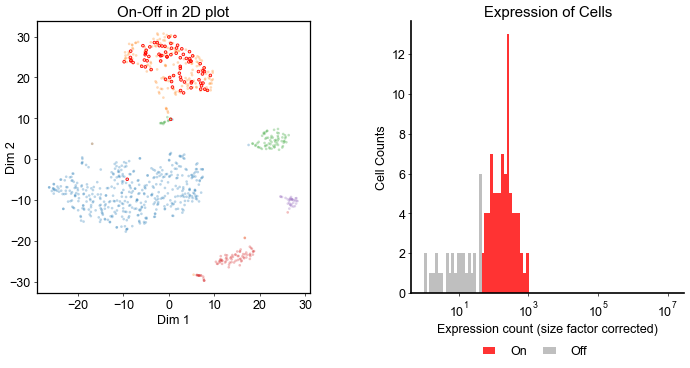 On-Off in 2D plot
30
20
10
0
−10
−20
−30
Dim 2
−20 −10 0 10 20 30
Dim 1
Expression of Cells
12
10
8
6
4
2
0
Cell Counts
10^1 10^3 10^5 10^7
Expression count (size factor corrected)
On Off